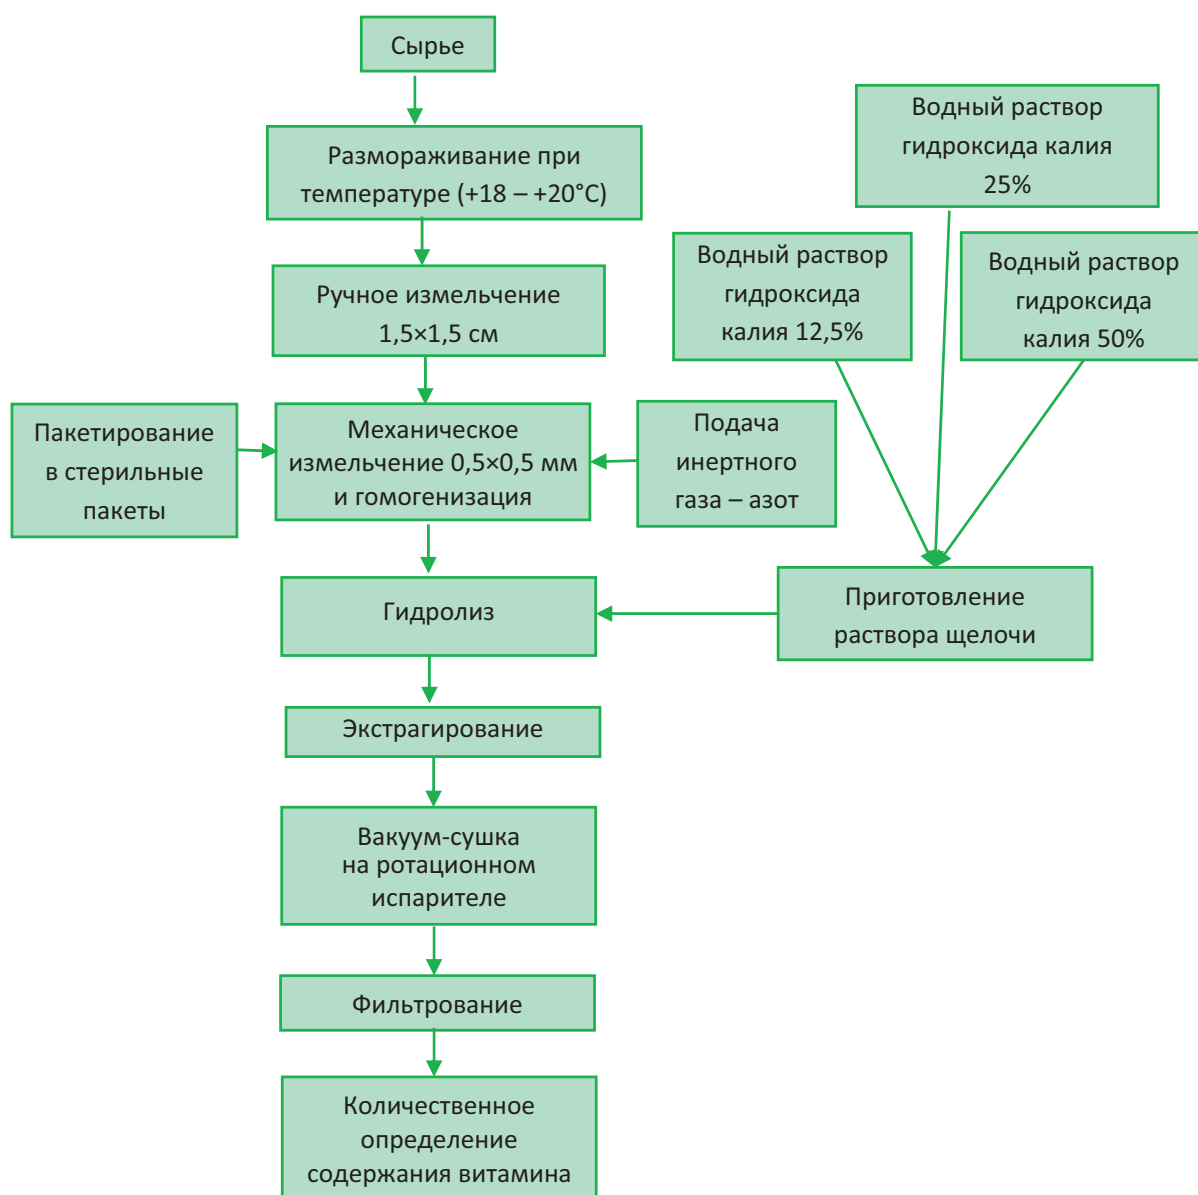 Сырье
Размораживание при
температуре (+18 – +20°С)
Ручное измельчение
1,5×1,5 см
Пакетирование
в стерильные
пакеты
Механическое
измельчение 0,5×0,5 мм
и гомогенизация
Подача
инертного
газа – азот
Водный раствор
гидроксида калия
25%
Водный раствор
гидроксида
калия 12,5%
Водный раствор
гидроксида
калия 50%
Приготовление
раствора щелочи
Гидролиз
Экстрагирование
Вакуум-сушка
на ротационном
испарителе
Фильтрование
Количественное
определение
содержания витамина